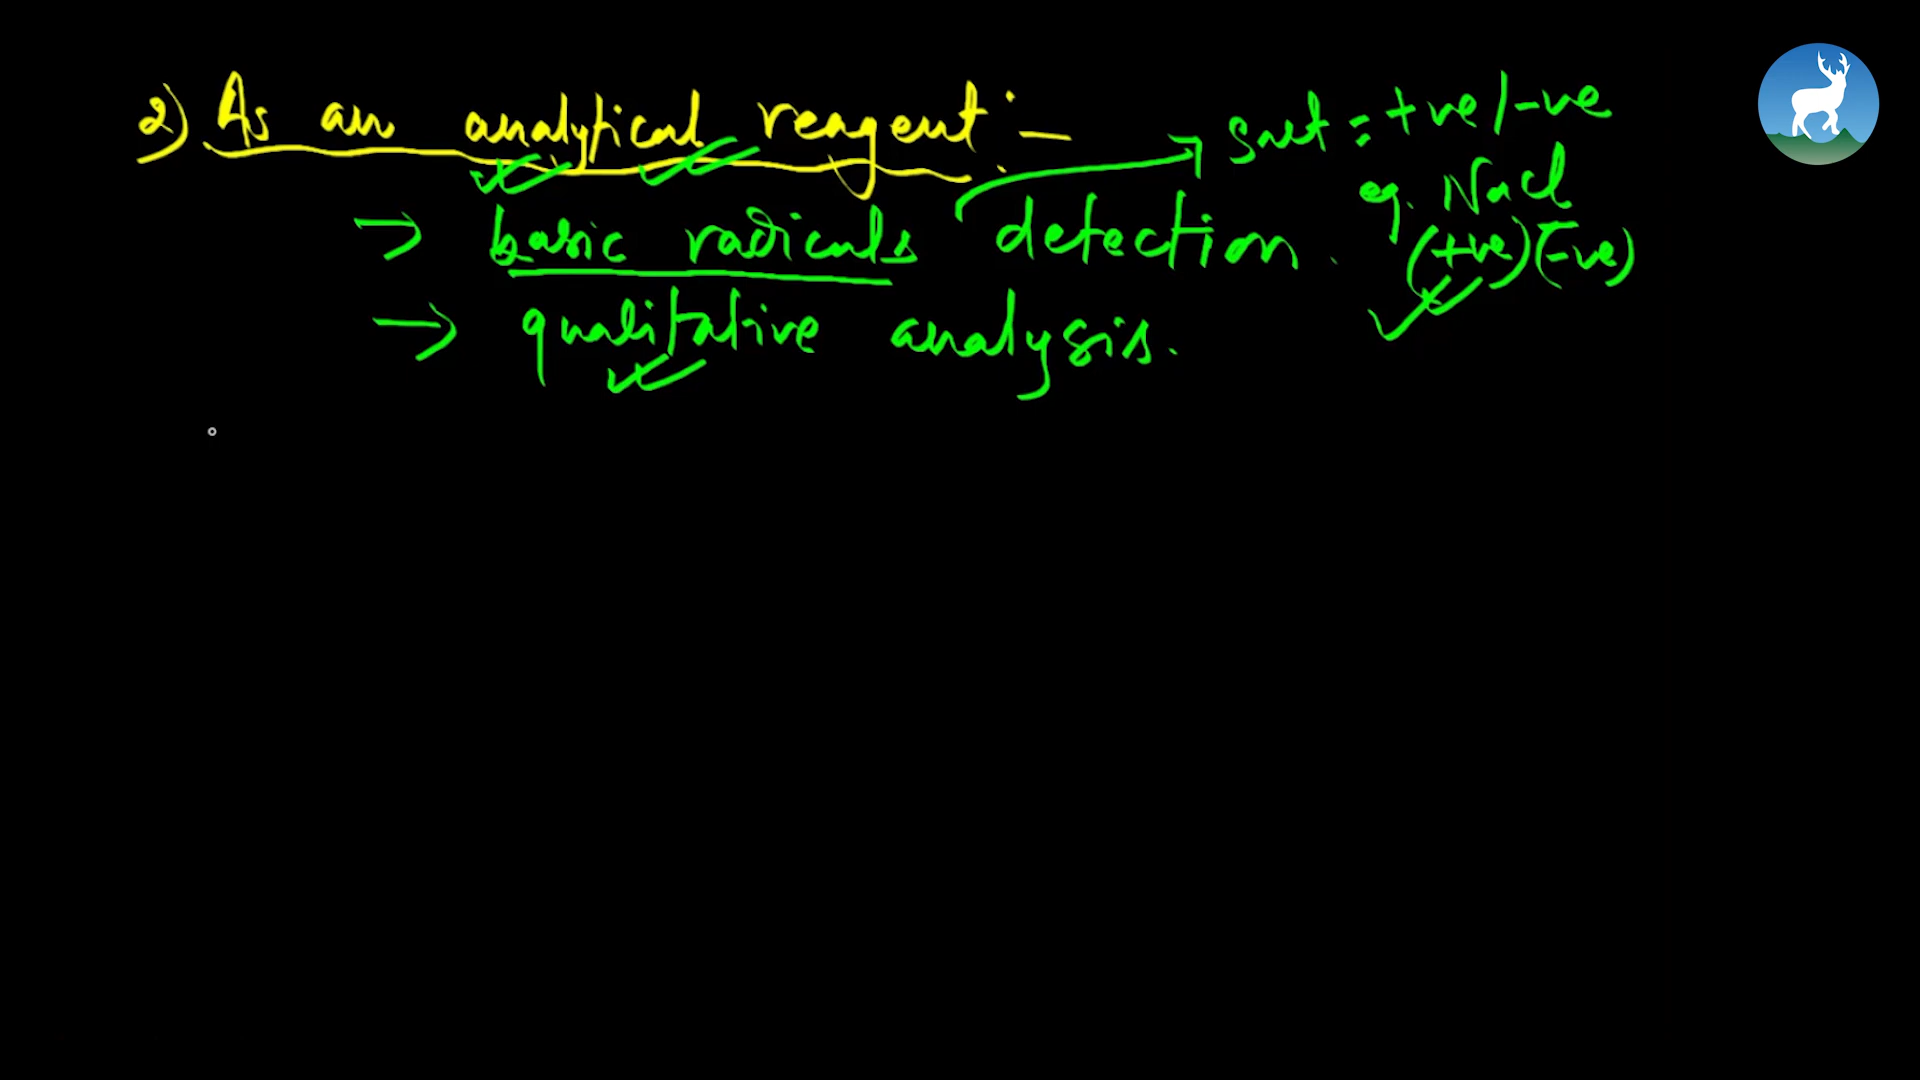 2) As an analytical reagent :-
Salt = +ve/-ve
eg. NaCl
(+ve) (-ve)
→ basic radicals detection.
→ qualitative analysis.